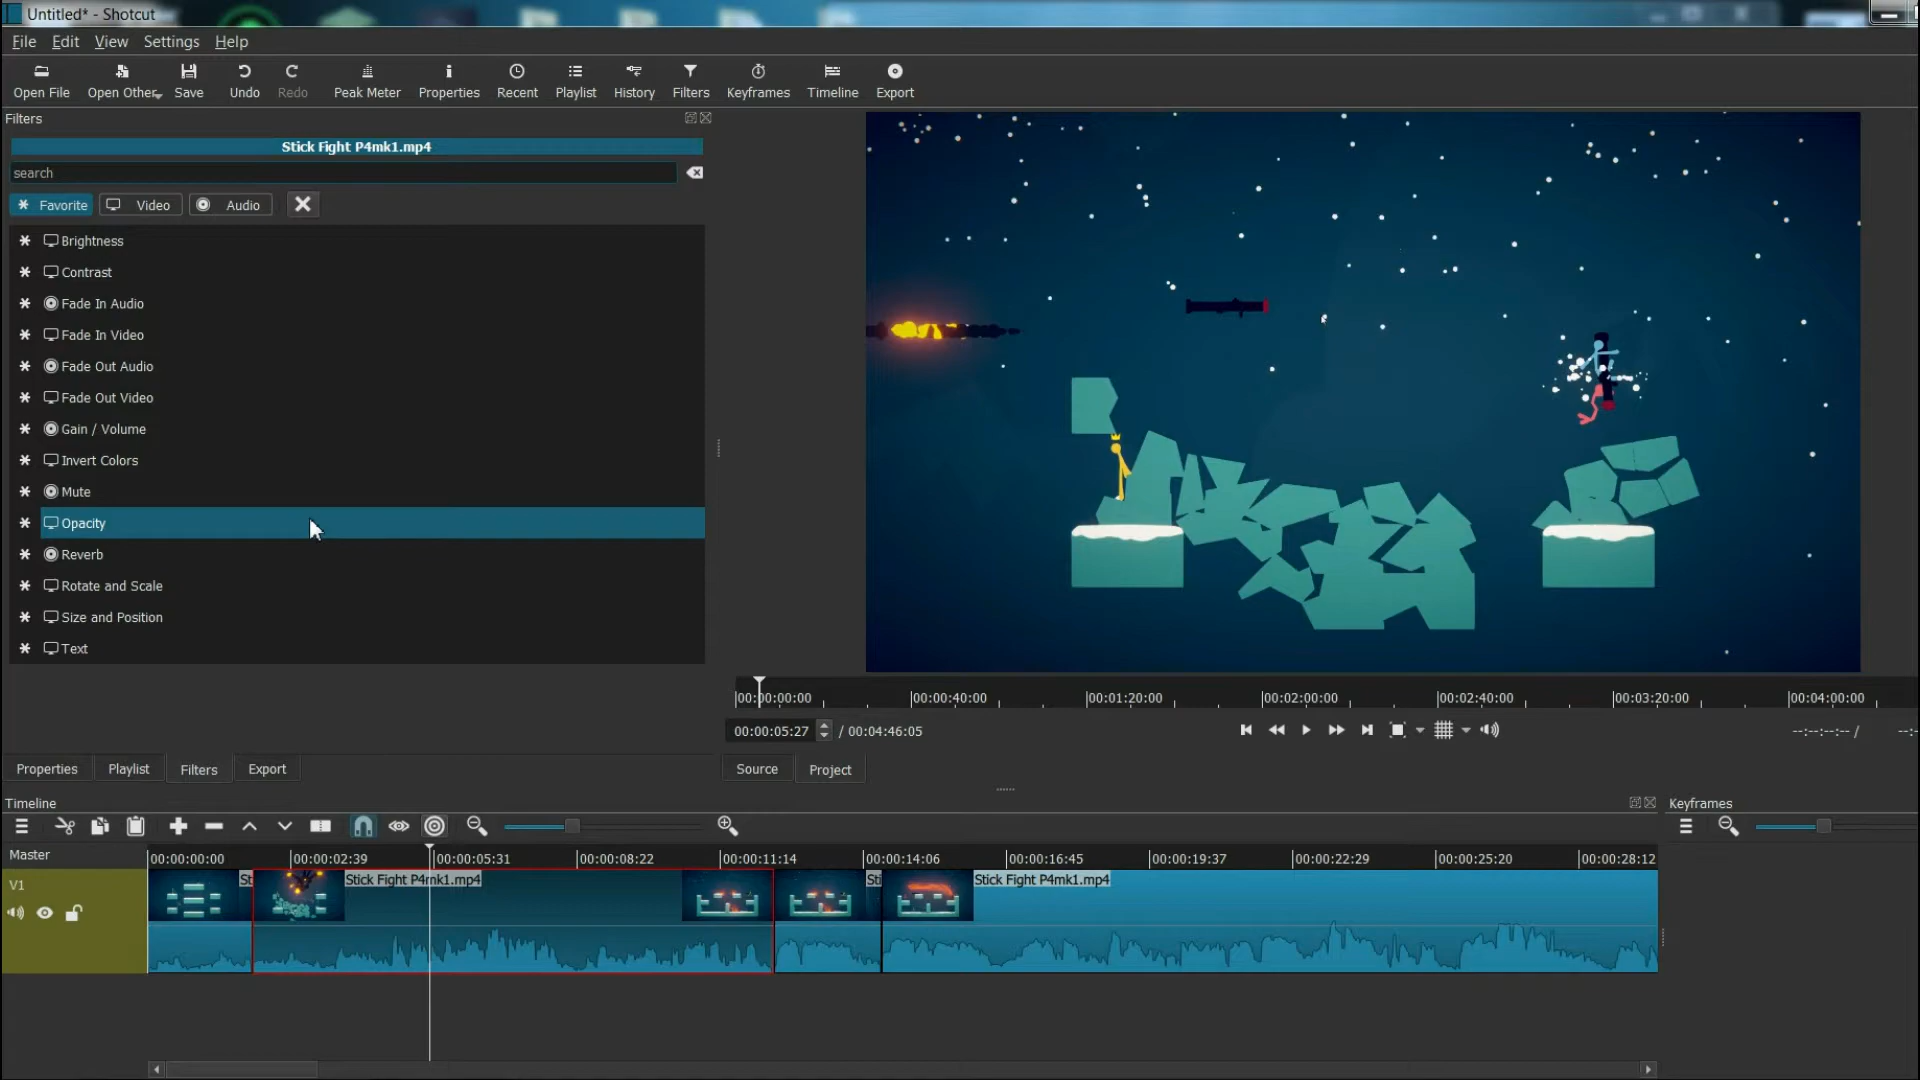 Untitled* - Shotcut
File Edit View Settings Help
Open File Open Other Save Undo Redo Peak Meter Properties Recent Playlist History Filters Keyframes Timeline Export
Filters
Stick Fight P4mk1.mp4
search
Favorite Video Audio
Brightness
Contrast
Fade In Audio
Fade In Video
Fade Out Audio
Fade Out Video
Gain / Volume
Invert Colors
Mute
Opacity
Reverb
Rotate and Scale
Size and Position
Text
00:00:00:00 00:00:40:00 00:01:20:00 00:02:00:00 00:02:40:00 00:03:20:00 00:04:00:00
00:00:05:27 / 00:04:46:05 --:--:--:-- / --:-
Properties Playlist Filters Export Source Project
Timeline Keyframes
Master 00:00:00:00 00:00:02:39 00:00:05:31 00:00:08:22 00:00:11:14 00:00:14:06 00:00:16:45 00:00:19:37 00:00:22:29 00:00:25:20 00:00:28:12
V1 St Stick Fight P4mk1.mp4 Sti Stick Fight P4mk1.mp4